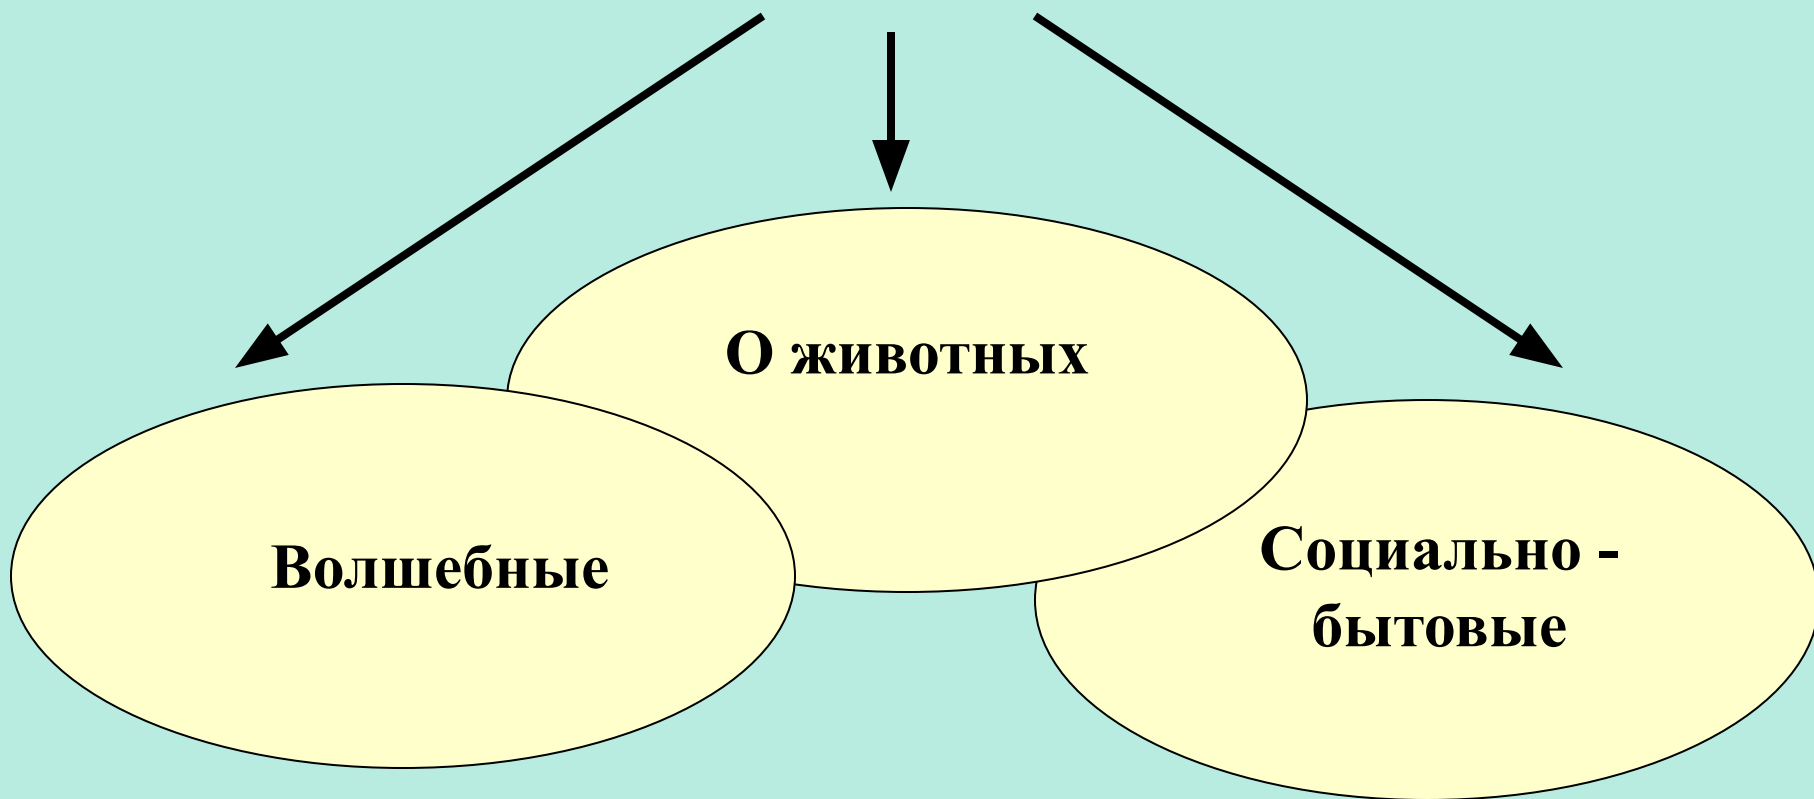 О животных
Волшебные
Социально -
бытовые